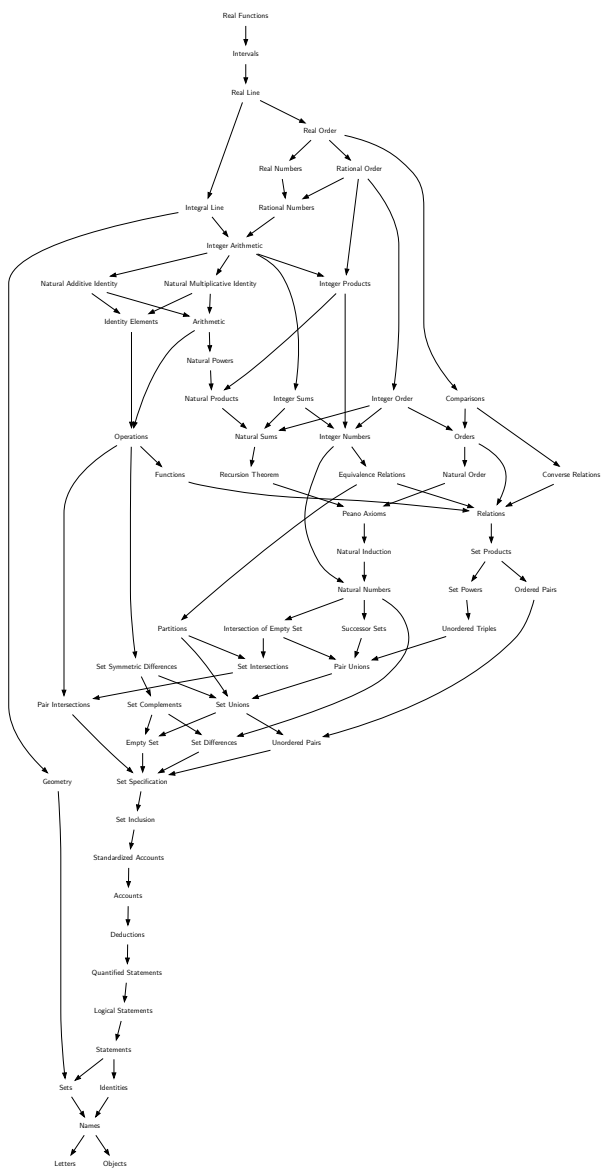 Real Functions
Intervals
Real Line
Real Order
Real Numbers Rational Order
Integral Line Rational Numbers
Integer Arithmetic
Natural Additive Identity Natural Multiplicative Identity Integer Products
Identity Elements Arithmetic
Natural Powers
Natural Products Integer Sums Integer Order Comparisons
Operations Natural Sums Integer Numbers Orders
Functions Recursion Theorem Equivalence Relations Natural Order Converse Relations
Peano Axioms Relations
Natural Induction Set Products
Natural Numbers Set Powers Ordered Pairs
Partitions Intersection of Empty Set Successor Sets Unordered Triples
Set Symmetric Differences Set Intersections Pair Unions
Pair Intersections Set Complements Set Unions
Empty Set Set Differences Unordered Pairs
Geometry Set Specification
Set Inclusion
Standardized Accounts
Accounts
Deductions
Quantified Statements
Logical Statements
Statements
Sets Identities
Names
Letters Objects